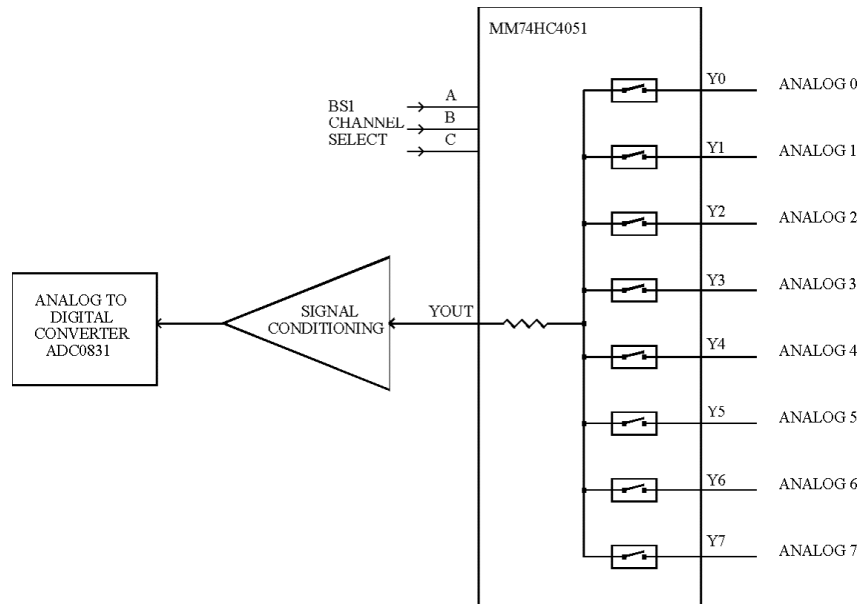 MM74HC4051
Y0
ANALOG 0
A
BS1
CHANNEL
SELECT
B
C
Y1
ANALOG 1
Y2
ANALOG 2
Y3
ANALOG 3
ANALOG TO
DIGITAL
CONVERTER
ADC0831
SIGNAL
CONDITIONING
YOUT
Y4
ANALOG 4
Y5
ANALOG 5
Y6
ANALOG 6
Y7
ANALOG 7